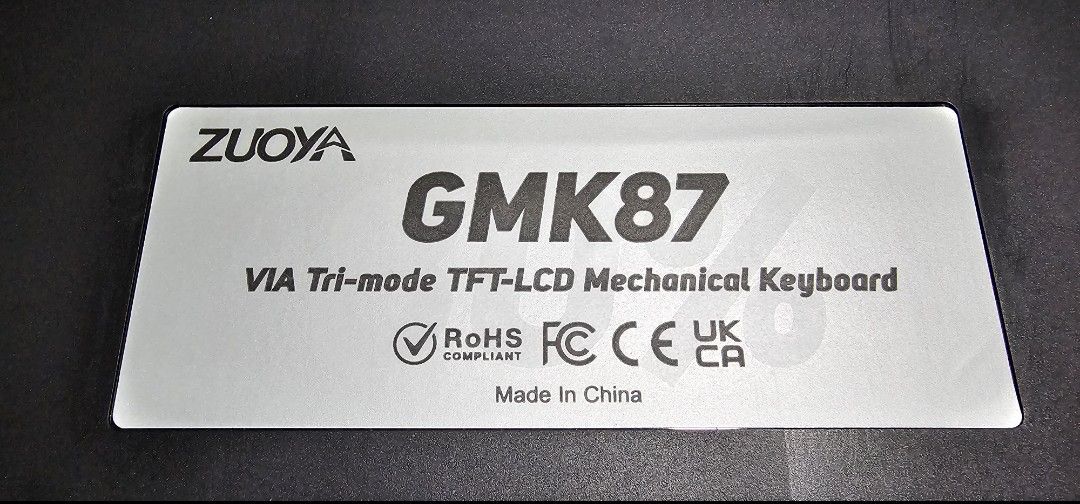 ZUOYA
GMK87
VIA Tri-mode TFT-LCD Mechanical Keyboard
RoHS
COMPLIANT
FC CE UK
CA
Made In China